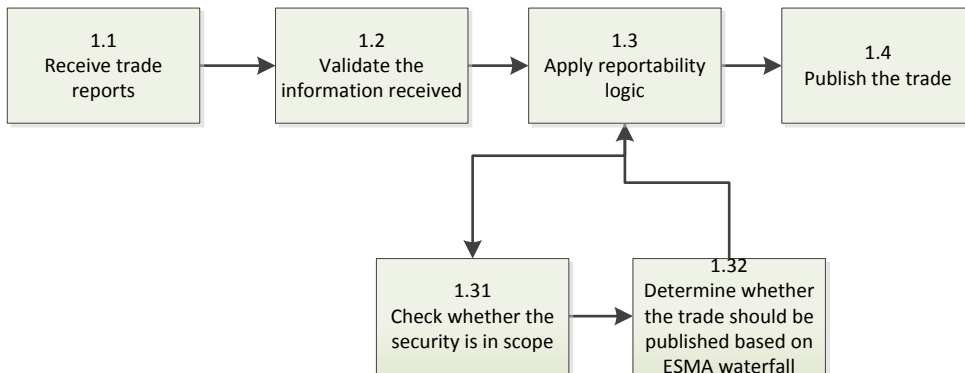 1.1
Receive trade
reports
1.2
Validate the
information received
1.3
Apply reportability
logic
1.4
Publish the trade
1.31
Check whether the
security is in scope
1.32
Determine whether
the trade should be
published based on
ESMA waterfall